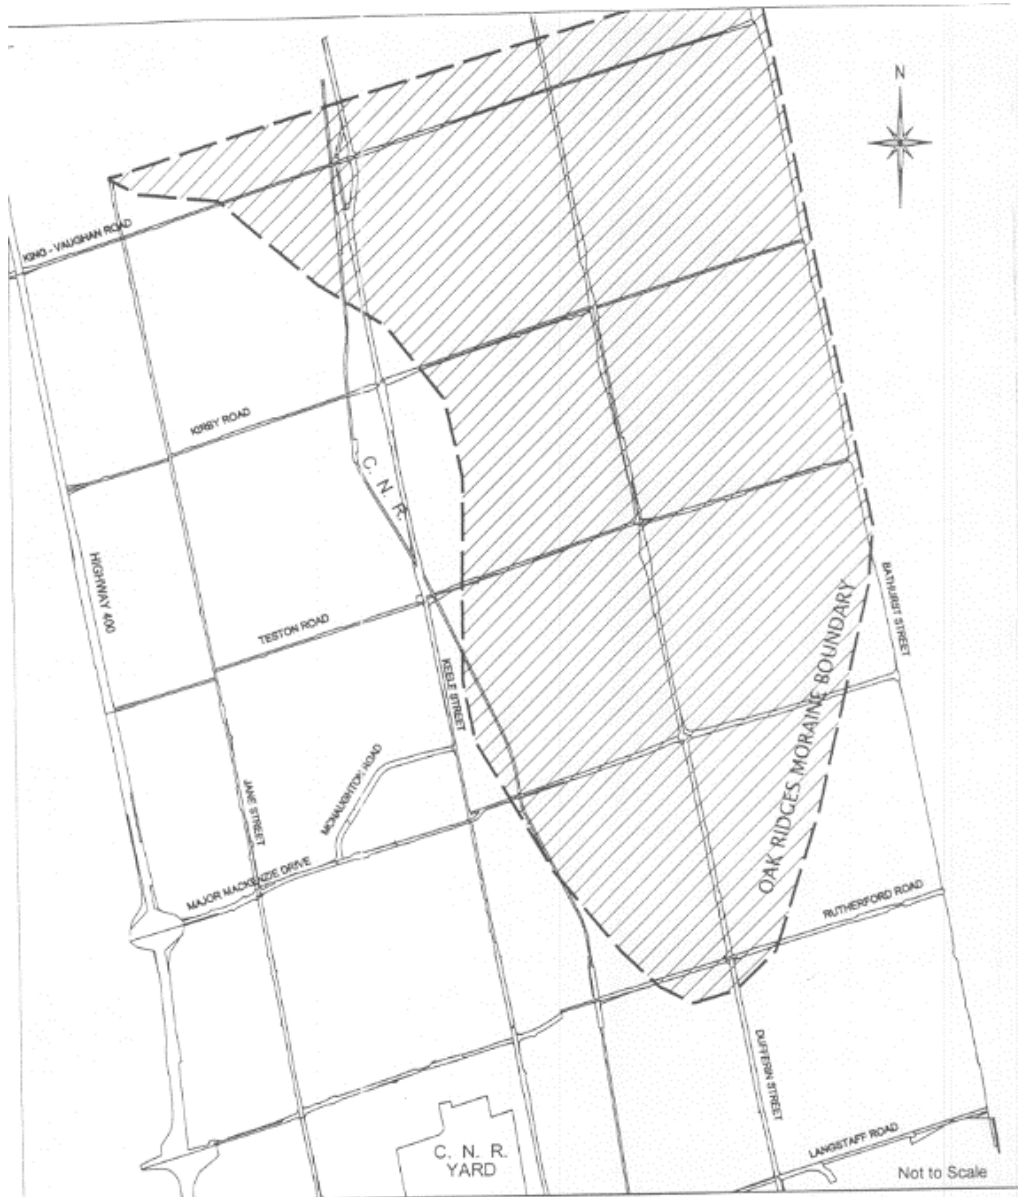 N
KING - VAUGHAN ROAD
KIRBY ROAD
C. N. R.
HIGHWAY 400
BATHURST STREET
TESTON ROAD
KEELE STREET
OAK RIDGES MORAINE BOUNDARY
MCNAUGHTON ROAD
JANE STREET
MAJOR MACKENZIE DRIVE
RUTHERFORD ROAD
DUFFERIN STREET
LANGSTAFF ROAD
C. N. R.
YARD
Not to Scale